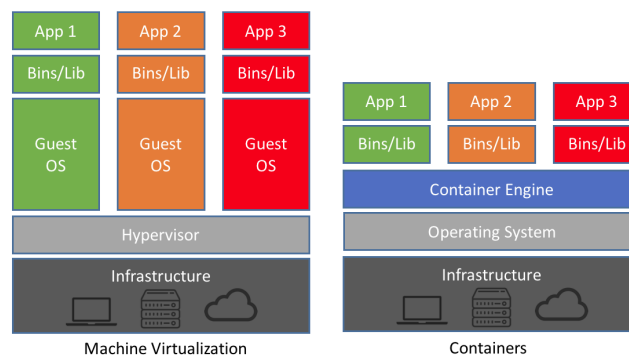 App 1
App 2
App 3
Bins/Lib
Bins/Lib
Bins/Lib
Guest
OS
Guest
OS
Guest
OS
Hypervisor
Infrastructure
Machine Virtualization
App 1
App 2
App 3
Bins/Lib
Bins/Lib
Bins/Lib
Container Engine
Operating System
Infrastructure
Containers